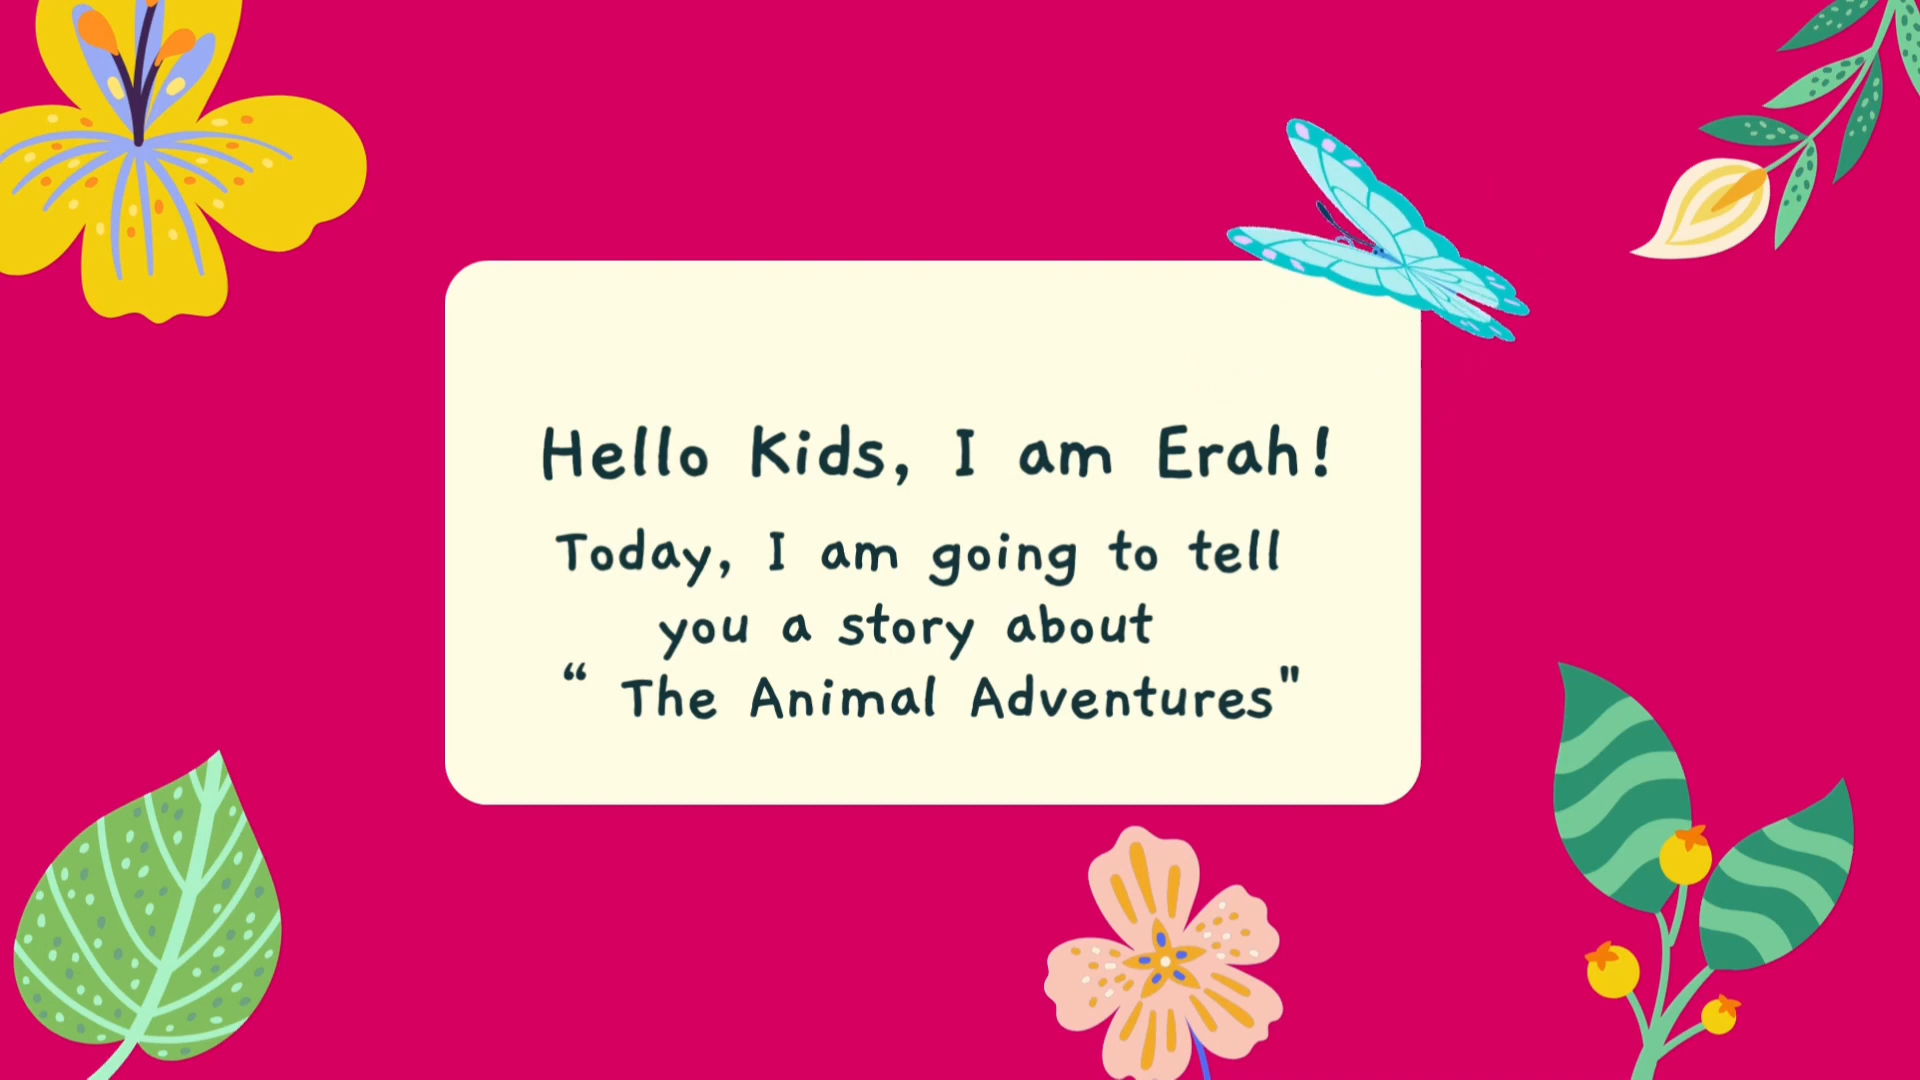 Hello Kids, I am Erah!
Today, I am going to tell
you a story about
“ The Animal Adventures"